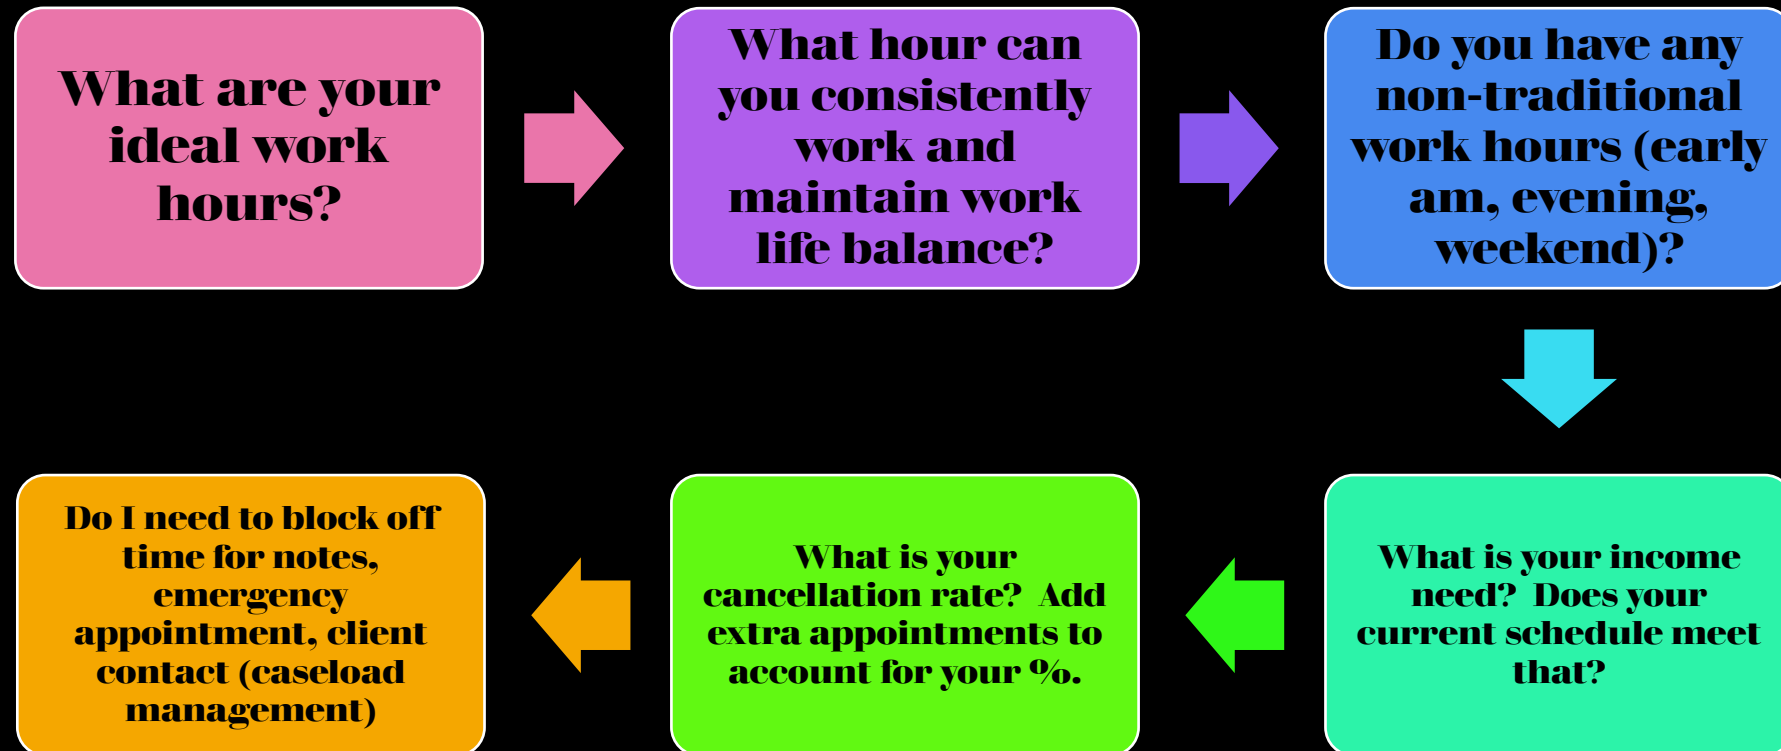 What are your
ideal work
hours?
What hour can
you consistently
work and
maintain work
life balance?
Do you have any
non-traditional
work hours (early
am, evening,
weekend)?
What is your income
need?  Does your
current schedule meet
that?
What is your
cancellation rate?  Add
extra appointments to
account for your %.
Do I need to block off
time for notes,
emergency
appointment, client
contact (caseload
management)